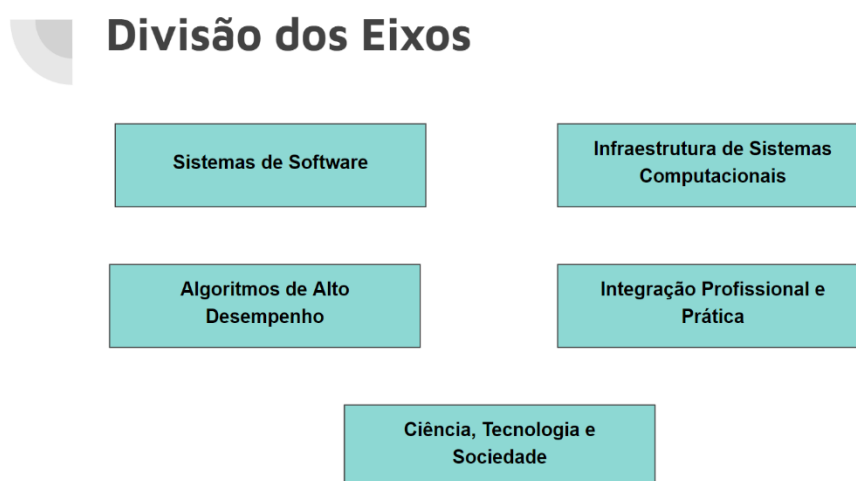 Divisão dos Eixos
Sistemas de Software
Infraestrutura de Sistemas
Computacionais
Algoritmos de Alto
Desempenho
Integração Profissional e
Prática
Ciência, Tecnologia e
Sociedade